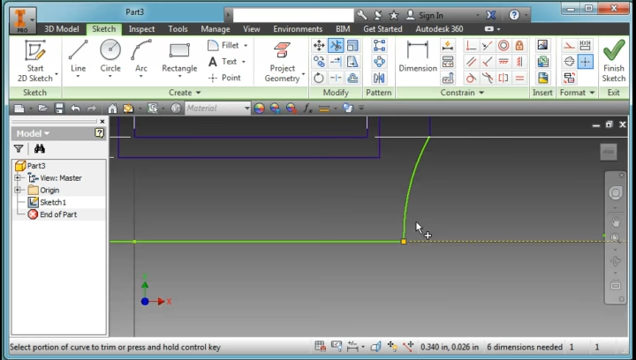 Part3
Sign In
PRO
3D Model Sketch Inspect Tools Manage View Environments BIM Get Started Autodesk 360
Start
2D Sketch
Line
Circle
Arc
Rectangle
Fillet
Text
Point
Project
Geometry
Dimension
Finish
Sketch
Sketch
Create
Modify
Pattern
Constrain
Insert
Format
Exit
Material
Model
Part3
View: Master
Origin
Sketch1
End of Part
X
Select portion of curve to trim or press and hold control key
0.340 in, 0.026 in
6 dimensions needed
1
1